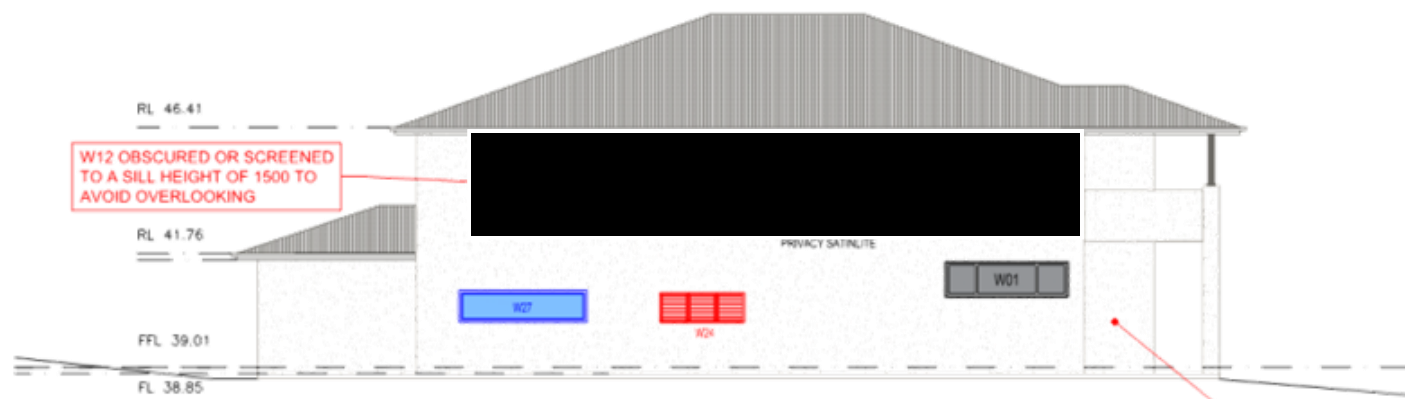 RL 46.41
W12 OBSCURED OR SCREENED
TO A SILL HEIGHT OF 1500 TO
AVOID OVERLOOKING
RL 41.76
PRIVACY SATINLITE
W01
W27
W24
FFL 39.01
FL 38.85